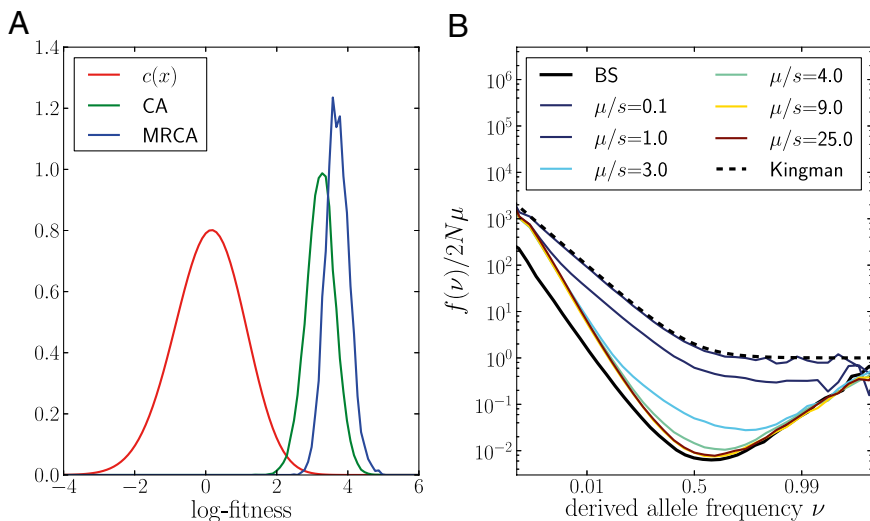 A
1.4
1.2
1.0
0.8
0.6
0.4
0.2
0.0
c(x)
CA
MRCA
−4 −2 0 2 4 6
log-fitness
B
f(ν)/2Nμ
10^6
10^5
10^4
10^3
10^2
10^1
10^0
10^−1
10^−2
BS
μ/s=0.1
μ/s=1.0
μ/s=3.0
μ/s=4.0
μ/s=9.0
μ/s=25.0
Kingman
0.01 0.5 0.99
derived allele frequency ν